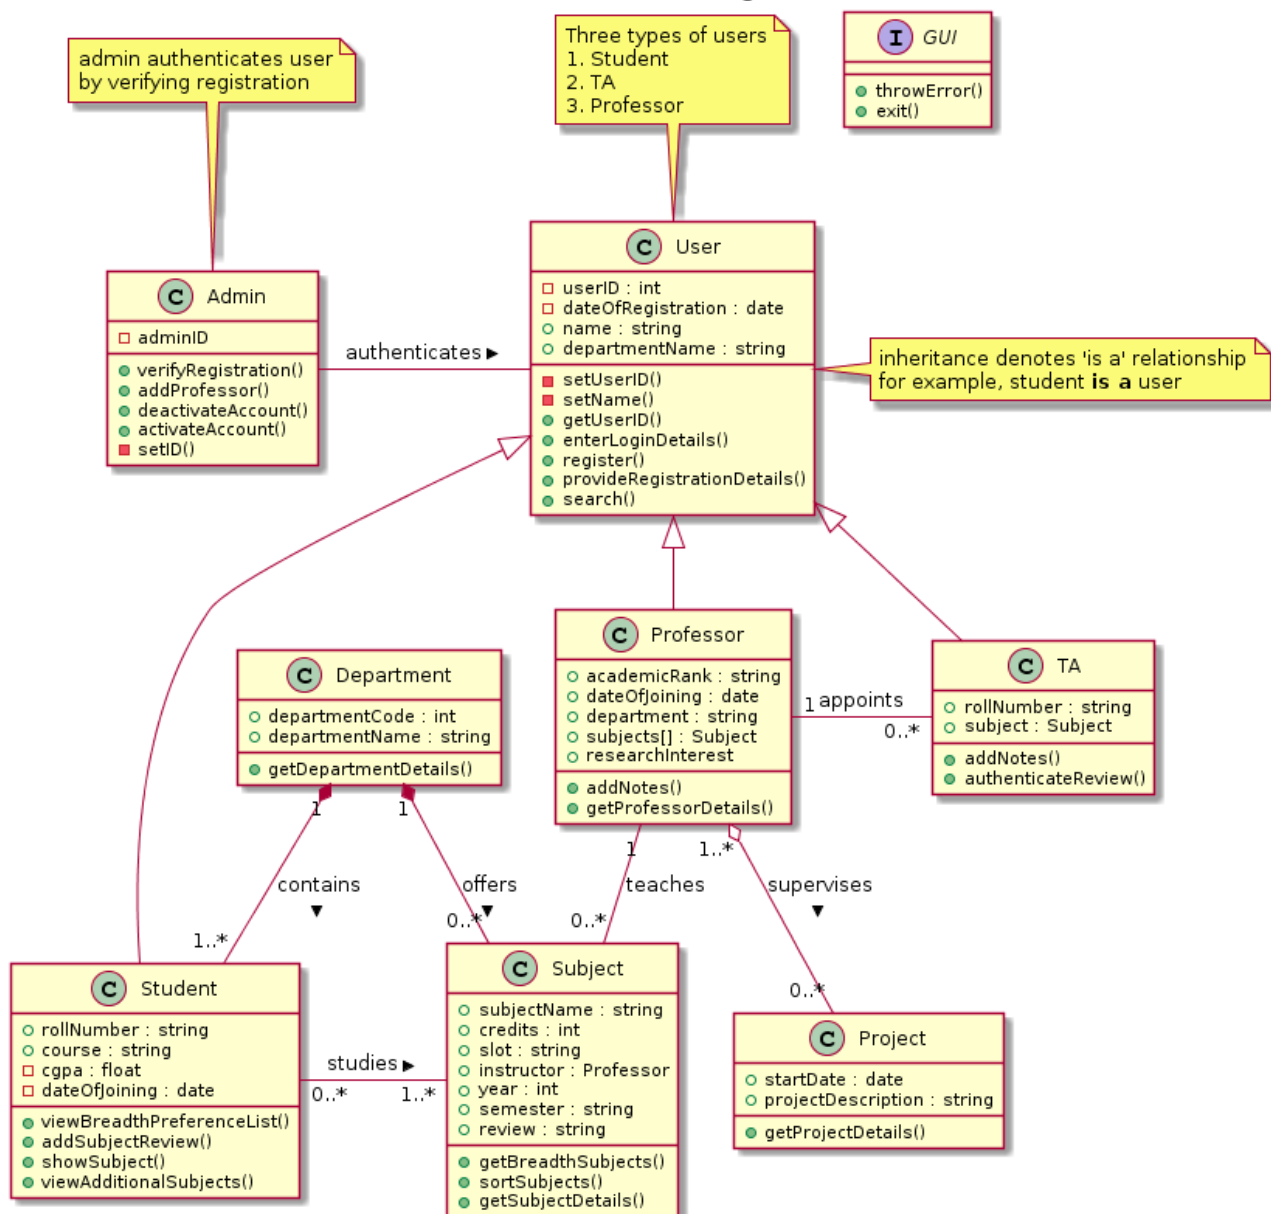 admin authenticates user
by verifying registration
Three types of users
1. Student
2. TA
3. Professor
I GUI
throwError()
exit()
C User
userID : int
dateOfRegistration : date
name : string
departmentName : string
setUserID()
setName()
getUserID()
enterLoginDetails()
register()
provideRegistrationDetails()
search()
C Admin
adminID
verifyRegistration()
addProfessor()
deactivateAccount()
activateAccount()
setID()
authenticates ▶
inheritance denotes 'is a' relationship
for example, student is a user
C Professor
academicRank : string
dateOfJoining : date
department : string
subjects[] : Subject
researchInterest
addNotes()
getProfessorDetails()
1 appoints
0..*
C TA
rollNumber : string
subject : Subject
addNotes()
authenticateReview()
C Department
departmentCode : int
departmentName : string
getDepartmentDetails()
1
contains
▼
1..*
1
offers
▼
0..*
1
teaches
0..*
1..*
supervises
▼
0..*
C Student
rollNumber : string
course : string
cgpa : float
dateOfJoining : date
viewBreadthPreferenceList()
addSubjectReview()
showSubject()
viewAdditionalSubjects()
studies ▶
0..* 1..*
C Subject
subjectName : string
credits : int
slot : string
instructor : Professor
year : int
semester : string
review : string
getBreadthSubjects()
sortSubjects()
getSubjectDetails()
C Project
startDate : date
projectDescription : string
getProjectDetails()